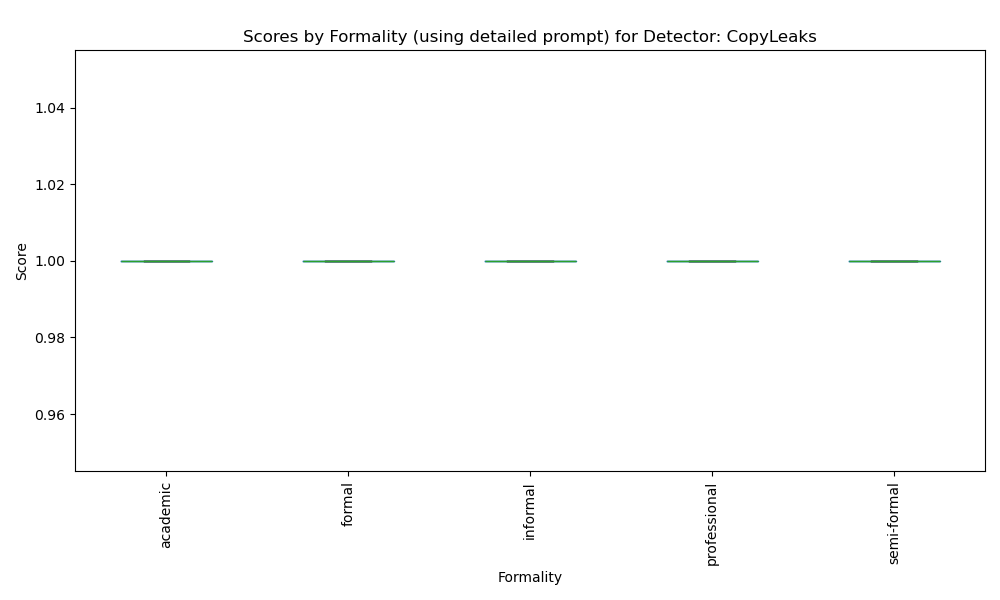 Scores by Formality (using detailed prompt) for Detector: CopyLeaks
1.04
1.02
1.00
0.98
0.96
Score
academic
formal
informal
professional
semi-formal
Formality